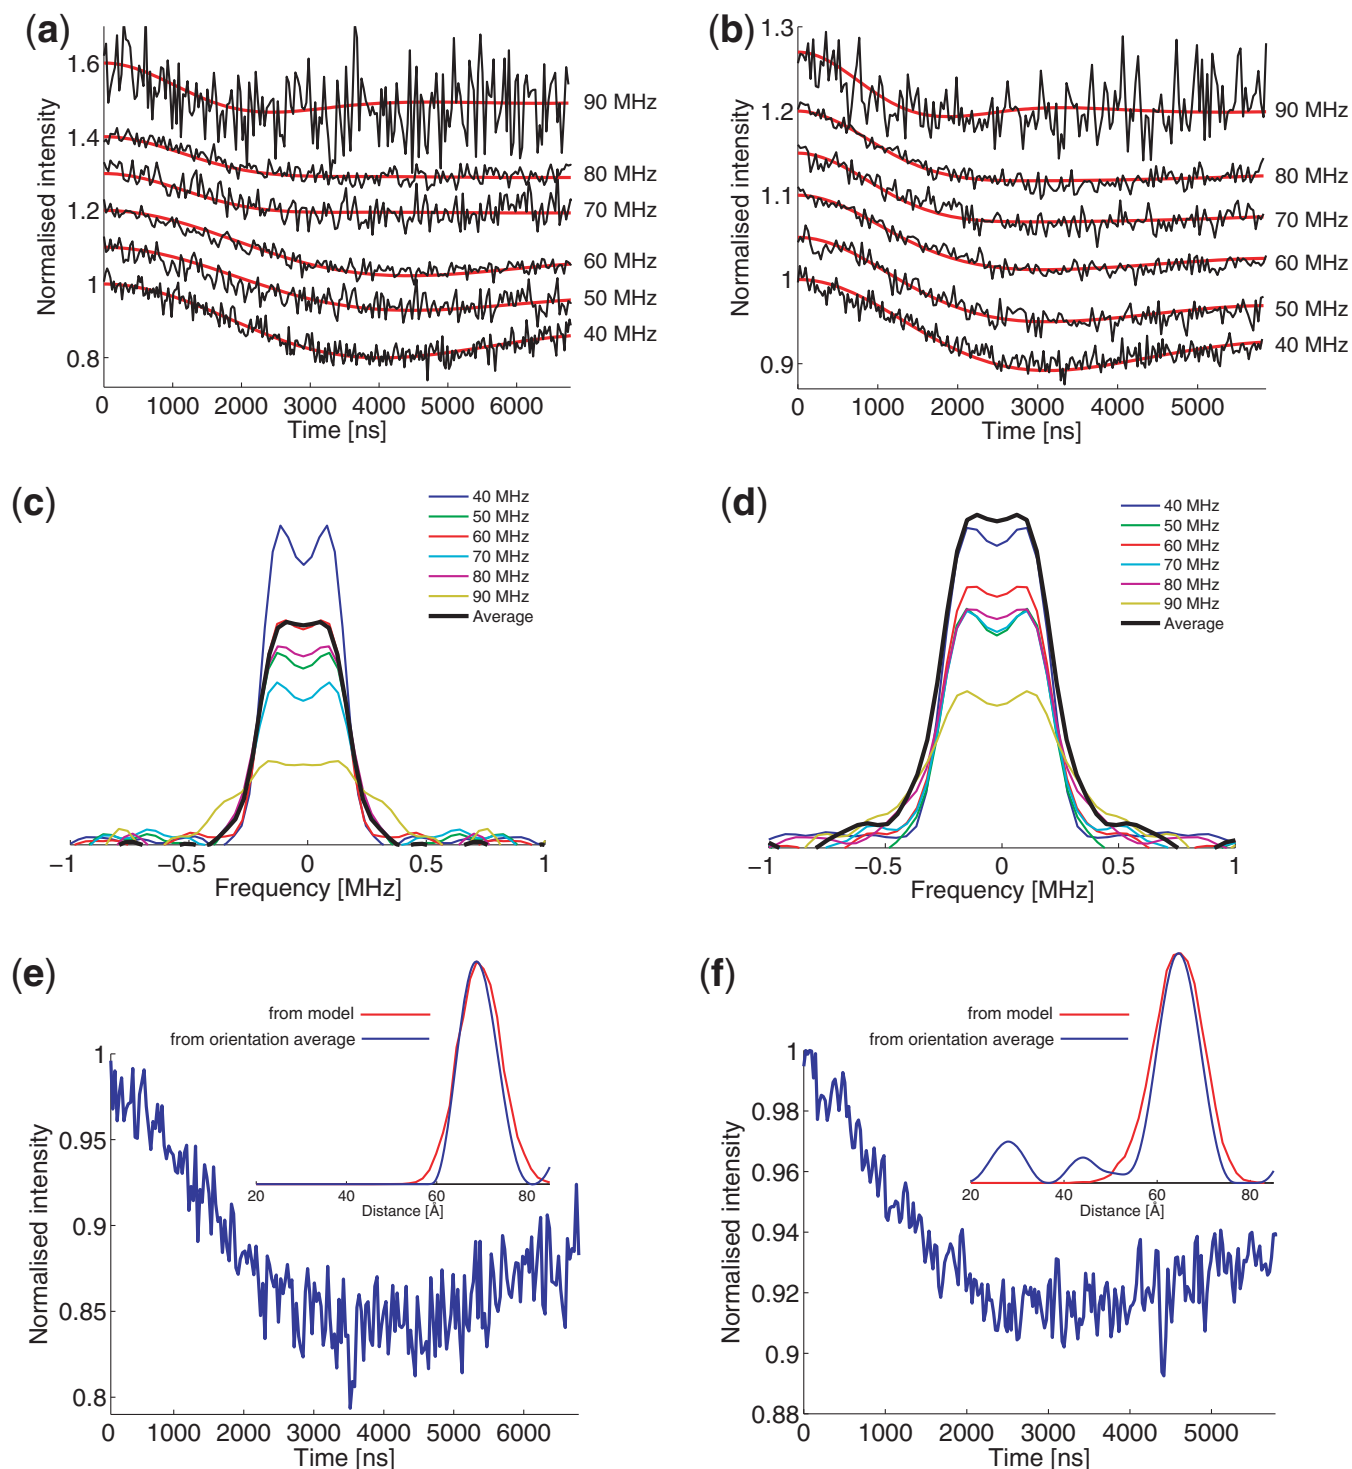 (a)
Normalised intensity
1.6
1.4
1.2
1
0.8
90 MHz
80 MHz
70 MHz
60 MHz
50 MHz
40 MHz
0 1000 2000 3000 4000 5000 6000
Time [ns]
(b)
Normalised intensity
1.3
1.2
1.1
1
0.9
90 MHz
80 MHz
70 MHz
60 MHz
50 MHz
40 MHz
0 1000 2000 3000 4000 5000
Time [ns]
(c)
40 MHz
50 MHz
60 MHz
70 MHz
80 MHz
90 MHz
Average
−1 −0.5 0 0.5 1
Frequency [MHz]
(d)
40 MHz
50 MHz
60 MHz
70 MHz
80 MHz
90 MHz
Average
−1 −0.5 0 0.5 1
Frequency [MHz]
(e)
from model
from orientation average
20 40 60 80
Distance [Å]
Normalised intensity
1
0.95
0.9
0.85
0.8
0 1000 2000 3000 4000 5000 6000
Time [ns]
(f)
from model
from orientation average
20 40 60 80
Distance [Å]
Normalised intensity
1
0.98
0.96
0.94
0.92
0.9
0.88
0 1000 2000 3000 4000 5000
Time [ns]